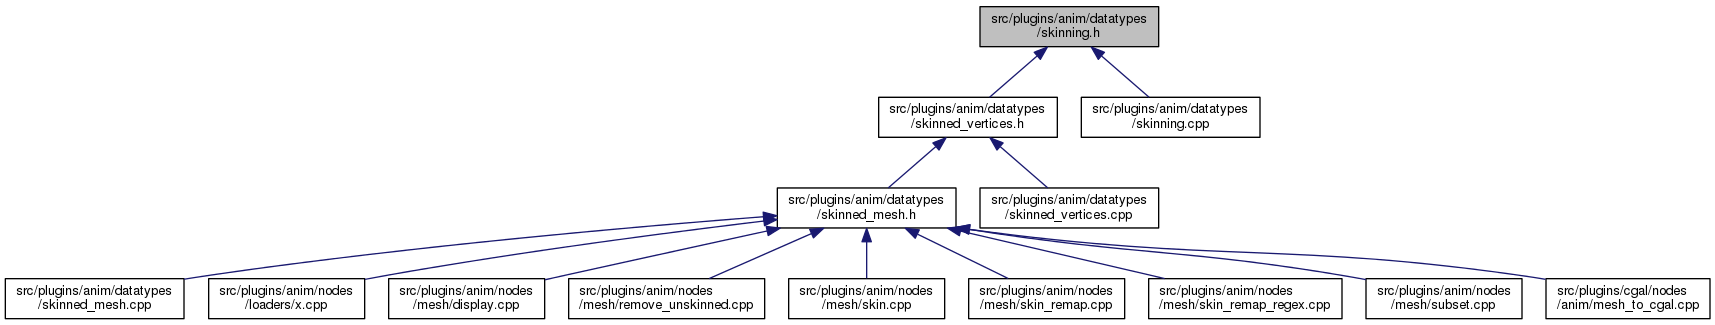 src/plugins/anim/datatypes
/skinning.h
src/plugins/anim/datatypes
/skinned_vertices.h
src/plugins/anim/datatypes
/skinning.cpp
src/plugins/anim/datatypes
/skinned_mesh.h
src/plugins/anim/datatypes
/skinned_vertices.cpp
src/plugins/anim/datatypes
/skinned_mesh.cpp
src/plugins/anim/nodes
/loaders/x.cpp
src/plugins/anim/nodes
/mesh/display.cpp
src/plugins/anim/nodes
/mesh/remove_unskinned.cpp
src/plugins/anim/nodes
/mesh/skin.cpp
src/plugins/anim/nodes
/mesh/skin_remap.cpp
src/plugins/anim/nodes
/mesh/skin_remap_regex.cpp
src/plugins/anim/nodes
/mesh/subset.cpp
src/plugins/cgal/nodes
/anim/mesh_to_cgal.cpp